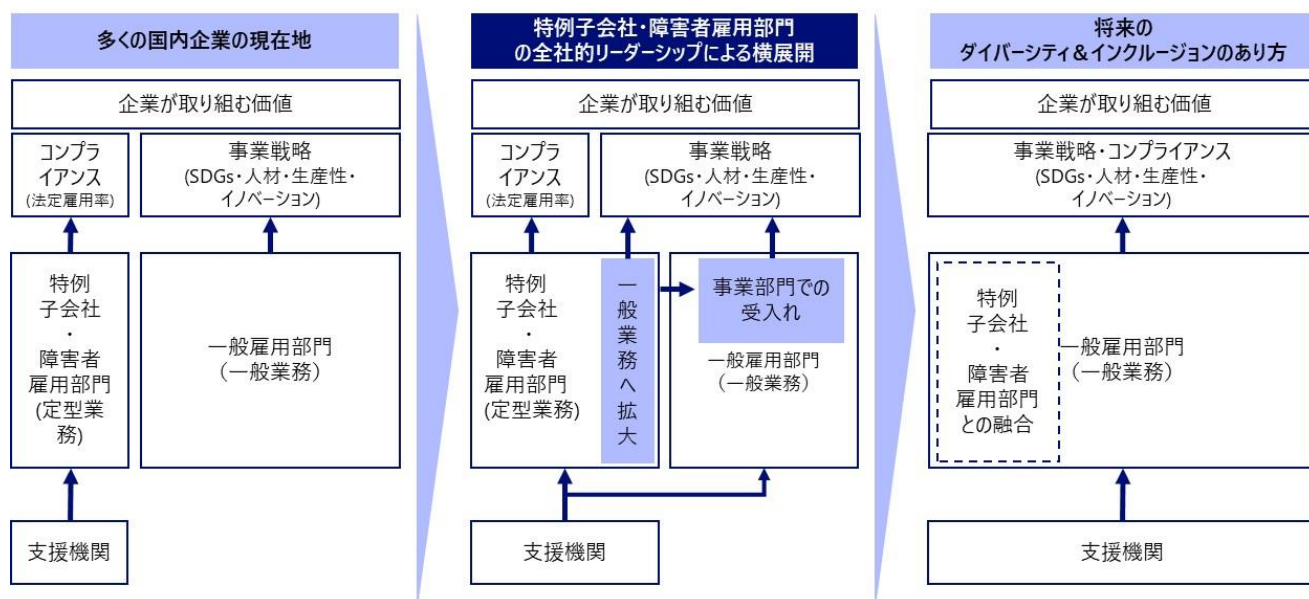 多くの国内企業の現在地
企業が取り組む価値
コンプラ
イアンス
(法定雇用率)
事業戦略
(SDGs・人材・生産性・
イノベーション)
特例
子会社
・
障害者
雇用部門
(定型業
務)
一般雇用部門
（一般業務）
支援機関
特例子会社・障害者雇用部門
の全社的リーダーシップによる横展開
企業が取り組む価値
コンプラ
イアンス
(法定雇用率)
事業戦略
(SDGs・人材・生産性・
イノベーション)
特例
子会社
・
障害者
雇用部門
(定型業務)
一般業務へ拡大
事業部門での
受入れ
一般雇用部門
（一般業務）
支援機関
将来の
ダイバーシティ＆インクルージョンのあり方
企業が取り組む価値
事業戦略・コンプライアンス
(SDGs・人材・生産性・
イノベーション)
特例
子会社
・
障害者
雇用部門
との融合
一般雇用部門
（一般業務）
支援機関